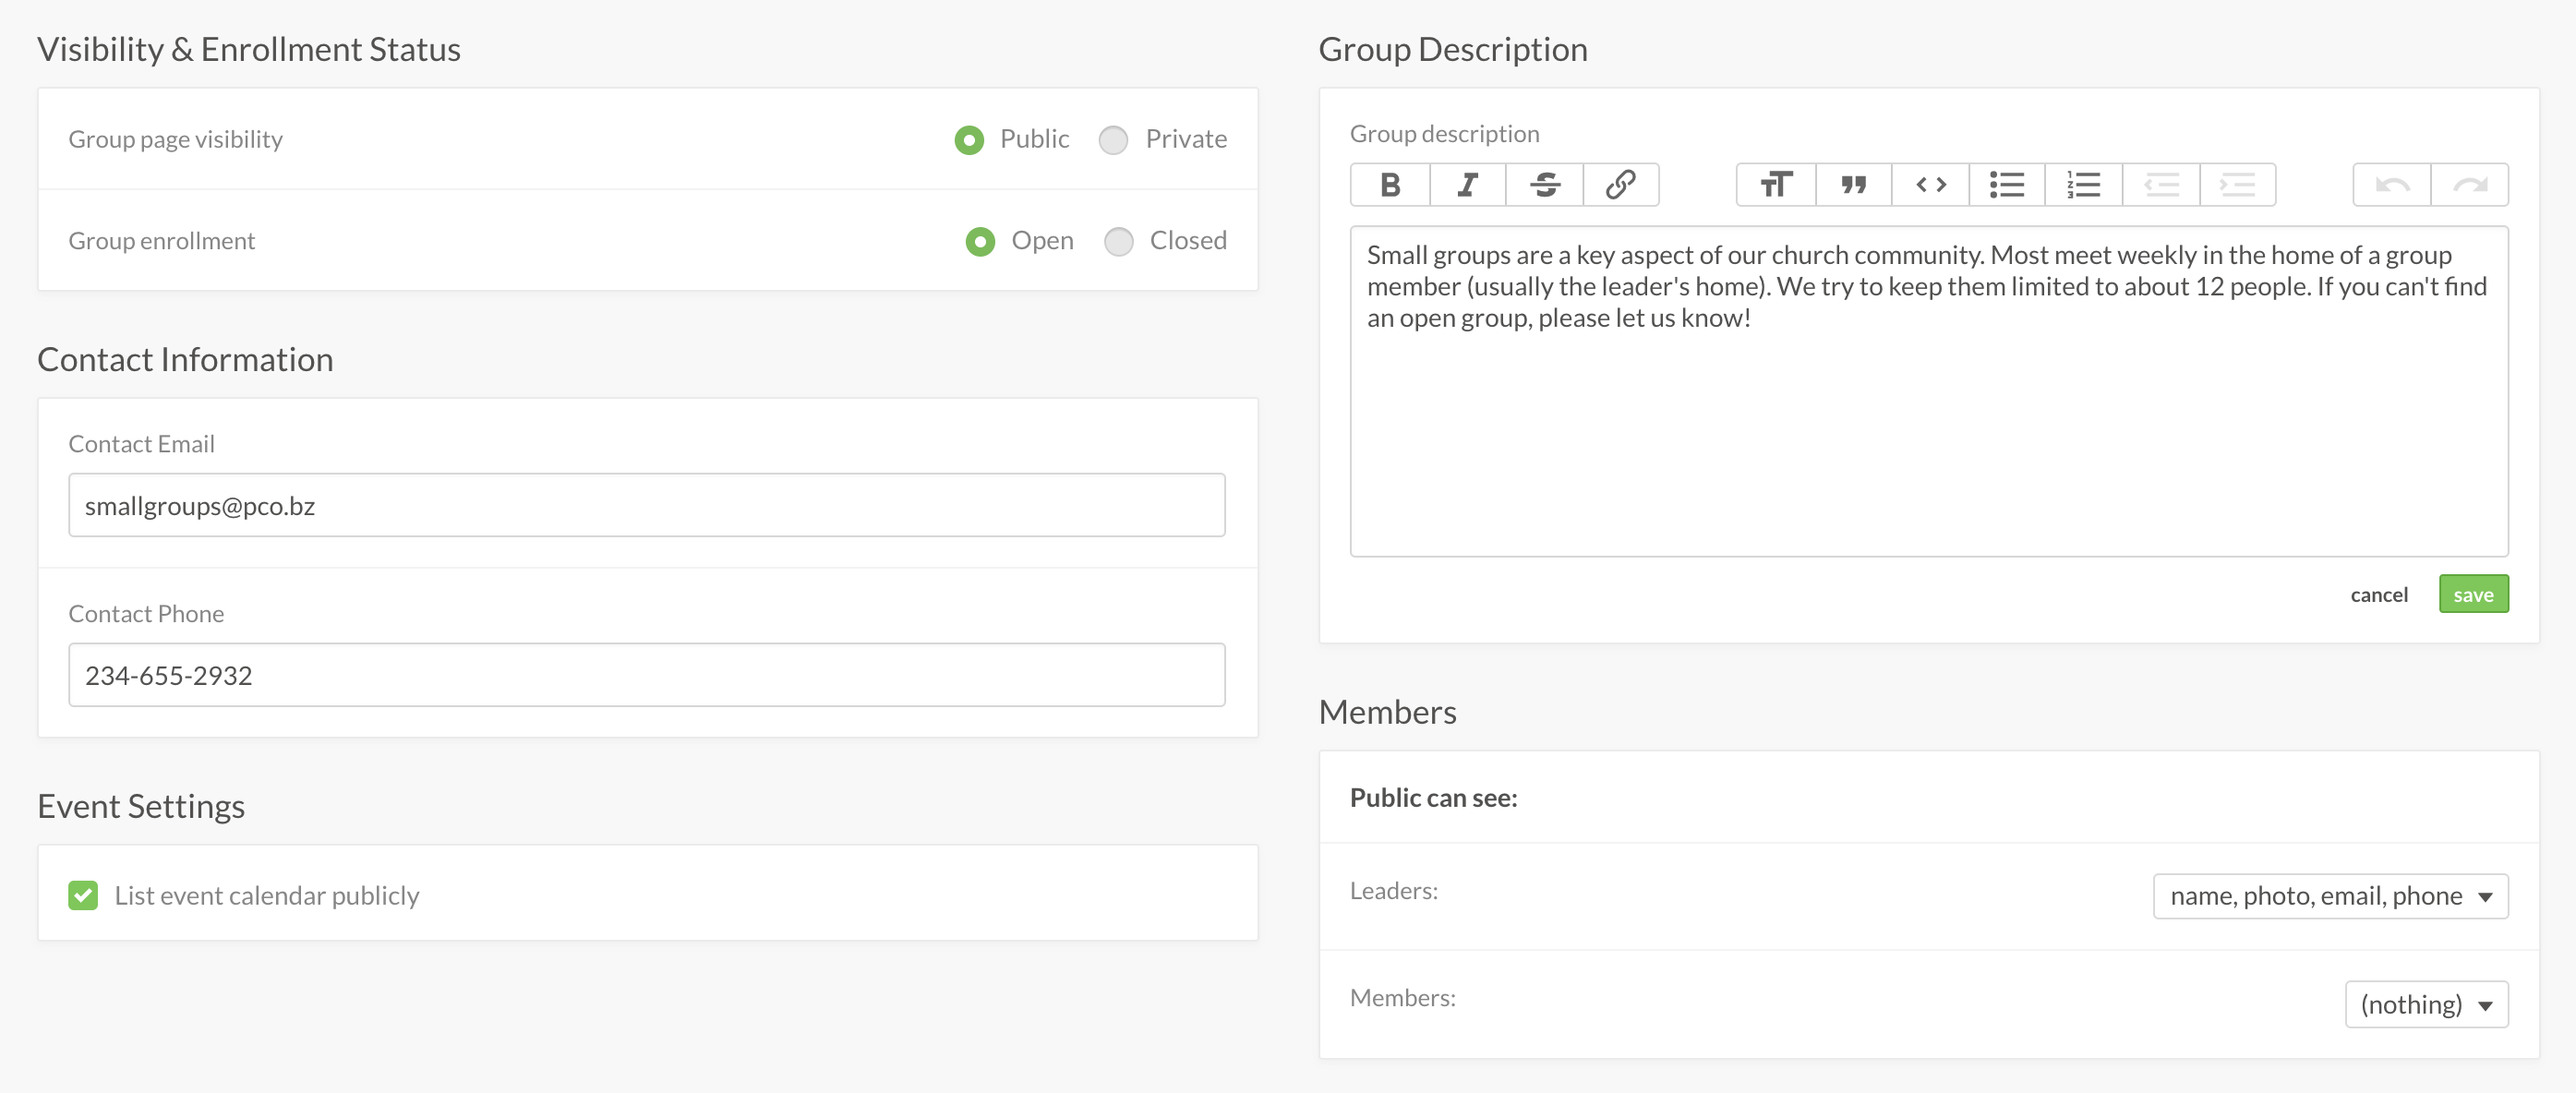 Visibility & Enrollment Status
Group page visibility
Public
Private
Group enrollment
Open
Closed
Contact Information
Contact Email
smallgroups@pco.bz
Contact Phone
234-655-2932
Event Settings
List event calendar publicly
Group Description
Group description
Small groups are a key aspect of our church community. Most meet weekly in the home of a group
member (usually the leader's home). We try to keep them limited to about 12 people. If you can't find
an open group, please let us know!
cancel
save
Members
Public can see:
Leaders:
name, photo, email, phone
Members:
(nothing)